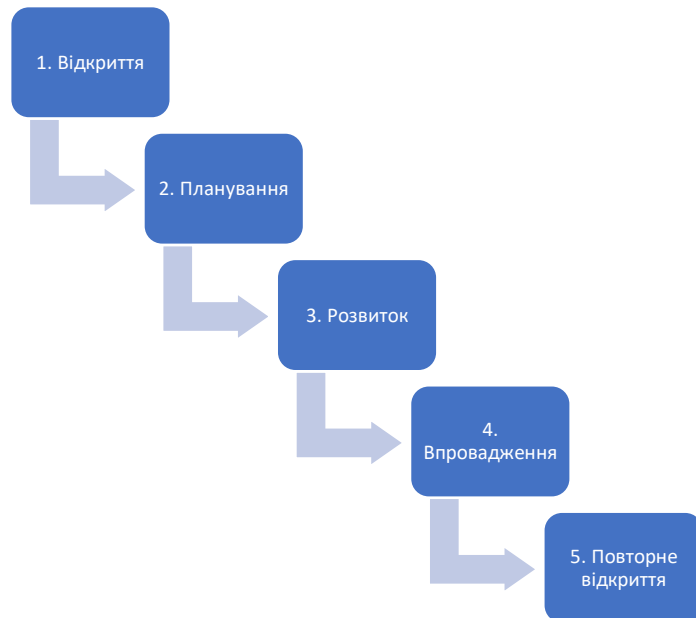 1. Відкриття
2. Планування
3. Розвиток
4.
Впровадження
5. Повторне
відкриття